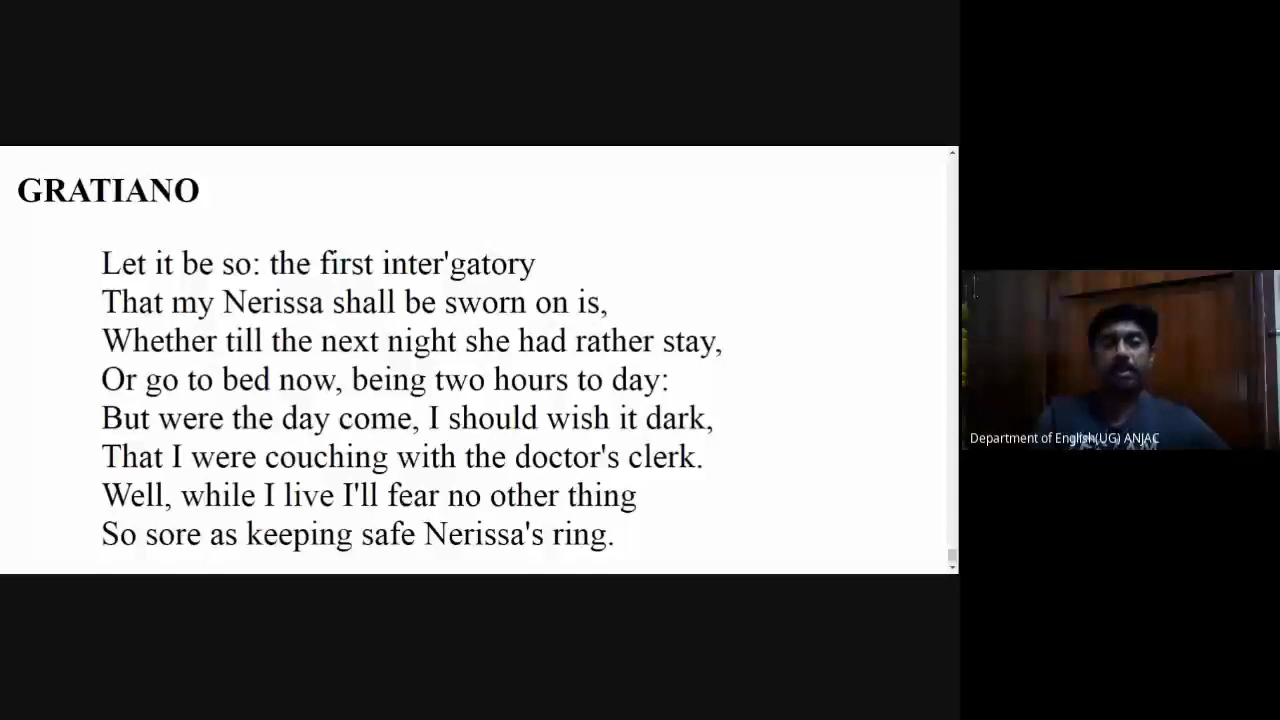 GRATIANO
Let it be so: the first inter'gatory
That my Nerissa shall be sworn on is,
Whether till the next night she had rather stay,
Or go to bed now, being two hours to day:
But were the day come, I should wish it dark,
That I were couching with the doctor's clerk.
Well, while I live I'll fear no other thing
So sore as keeping safe Nerissa's ring.
Department of English(UG) ANJAC